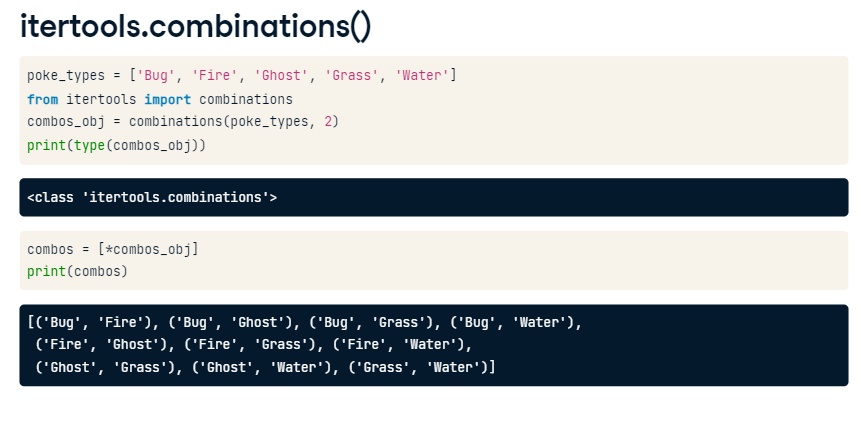 itertools.combinations()
poke_types = ['Bug', 'Fire', 'Ghost', 'Grass', 'Water']
from itertools import combinations
combos_obj = combinations(poke_types, 2)
print(type(combos_obj))
<class 'itertools.combinations'>
combos = [*combos_obj]
print(combos)
[('Bug', 'Fire'), ('Bug', 'Ghost'), ('Bug', 'Grass'), ('Bug', 'Water'),
('Fire', 'Ghost'), ('Fire', 'Grass'), ('Fire', 'Water'),
('Ghost', 'Grass'), ('Ghost', 'Water'), ('Grass', 'Water')]